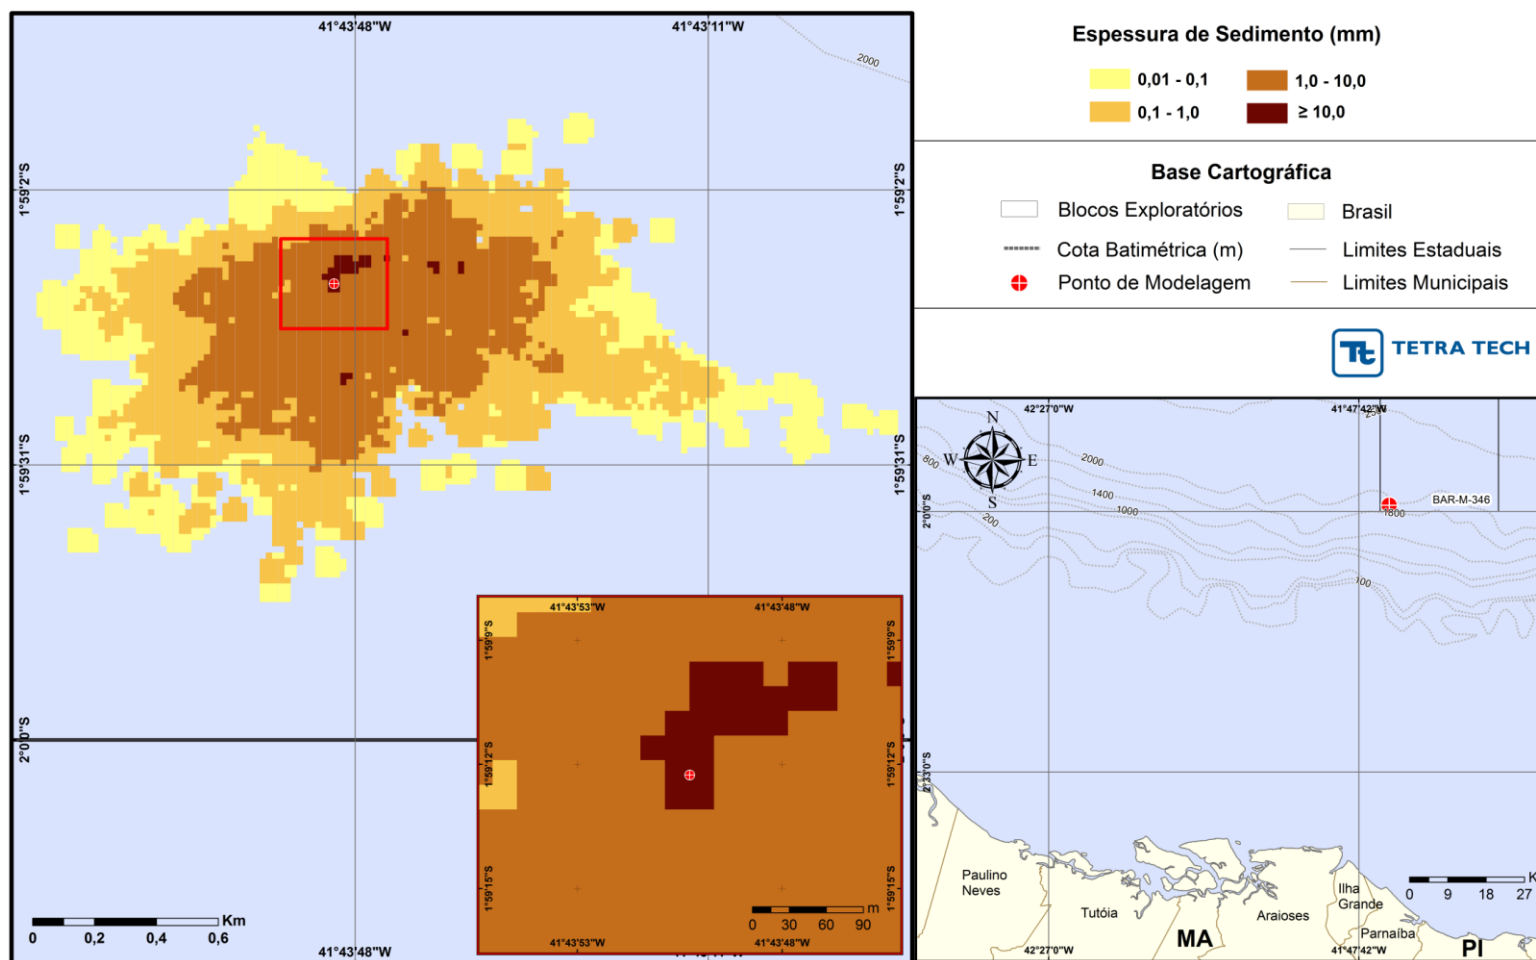 41°43'48"W
41°43'11"W
2000
1°59'2"S
1°59'2"S
1°59'31"S
1°59'31"S
2°0'0"S
Km
0
0,2
0,4
0,6
41°43'48"W
41°43'53"W
41°43'48"W
1°59'9"S
1°59'9"S
1°59'12"S
1°59'12"S
1°59'15"S
1°59'15"S
m
0
30
60
90
41°43'53"W
41°43'48"W
Espessura de Sedimento (mm)
0,01 - 0,1
1,0 - 10,0
0,1 - 1,0
≥ 10,0
Base Cartográfica
Blocos Exploratórios
Brasil
Cota Batimétrica (m)
Limites Estaduais
Ponto de Modelagem
Limites Municipais
Tt
TETRA TECH
42°27'0"W
41°47'42"W
N
W
E
S
800
2000
1400
1000
200
BAR-M-346
1800
2°0'0"S
100
2°33'0"S
Paulino
Neves
Tutóia
MA
Araioses
Ilha
Grande
Parnaíba
PI
0
9
18
27
42°27'0"W
41°47'42"W